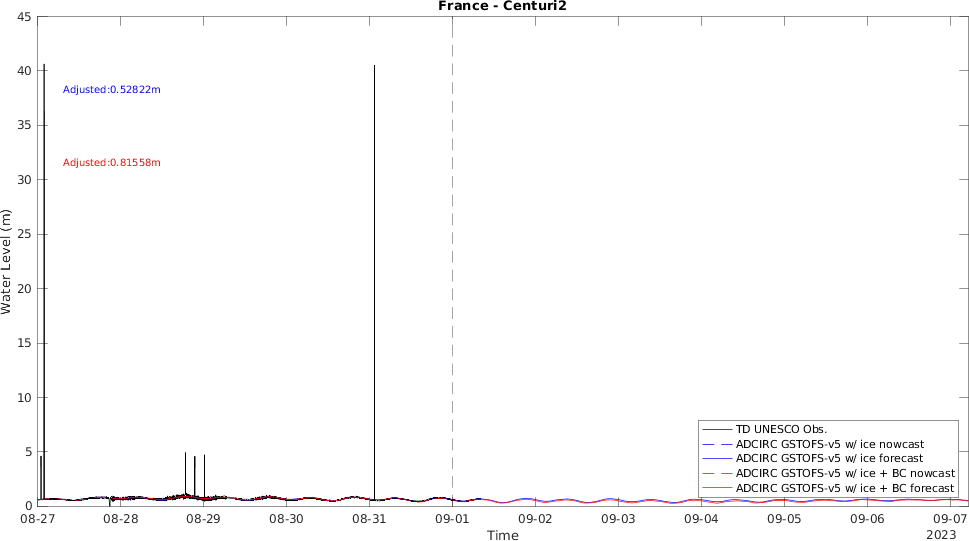 France - Centuri2
45
40
35
30
25
20
15
10
5
0
Water Level (m)
Adjusted:0.52822m
Adjusted:0.81558m
TD UNESCO Obs.
ADCIRC GSTOFS-v5 w/ ice nowcast
ADCIRC GSTOFS-v5 w/ ice forecast
ADCIRC GSTOFS-v5 w/ ice + BC nowcast
ADCIRC GSTOFS-v5 w/ ice + BC forecast
08-27 08-28 08-29 08-30 08-31 09-01 09-02 09-03 09-04 09-05 09-06 09-07
Time
2023